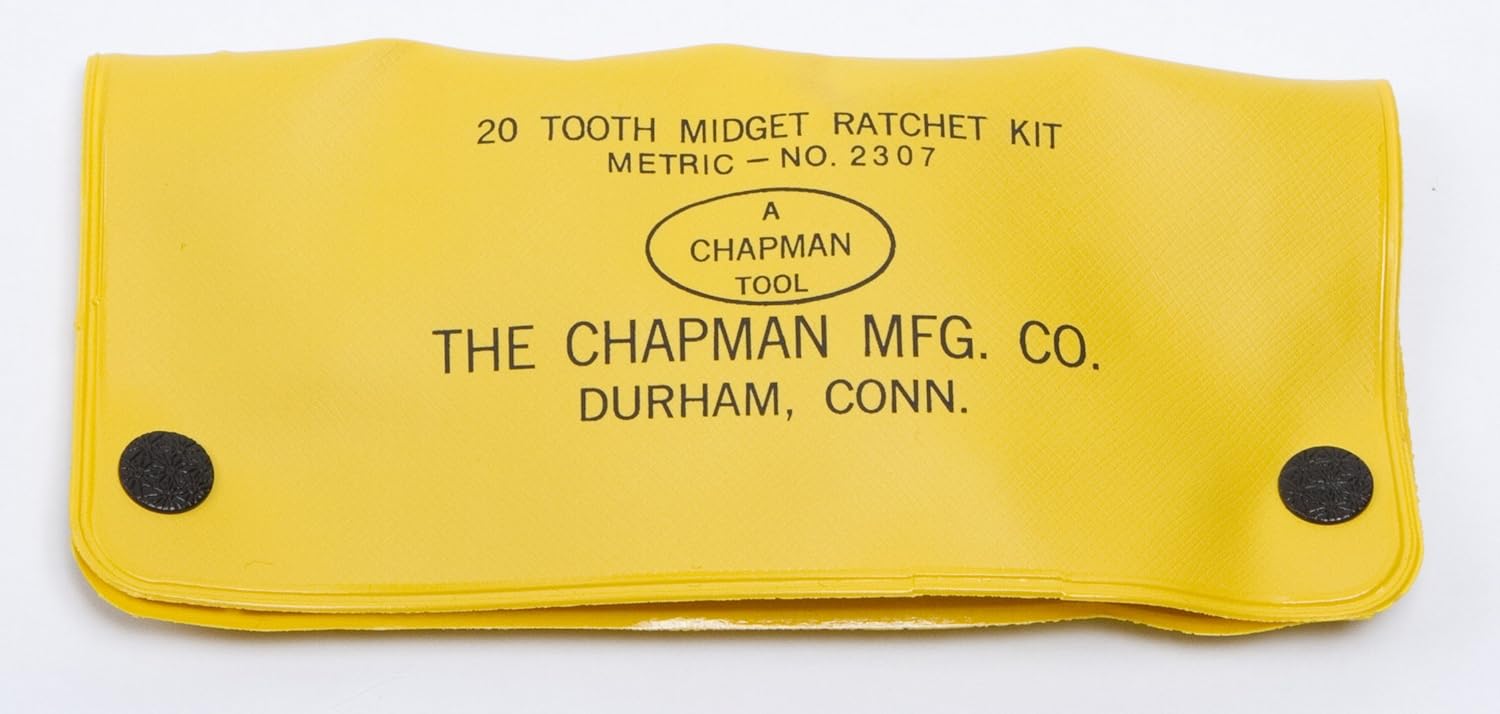 20 TOOTH MIDGET RATCHET KIT
METRIC – NO. 2307
A
CHAPMAN
TOOL
THE CHAPMAN MFG. CO.
DURHAM, CONN.